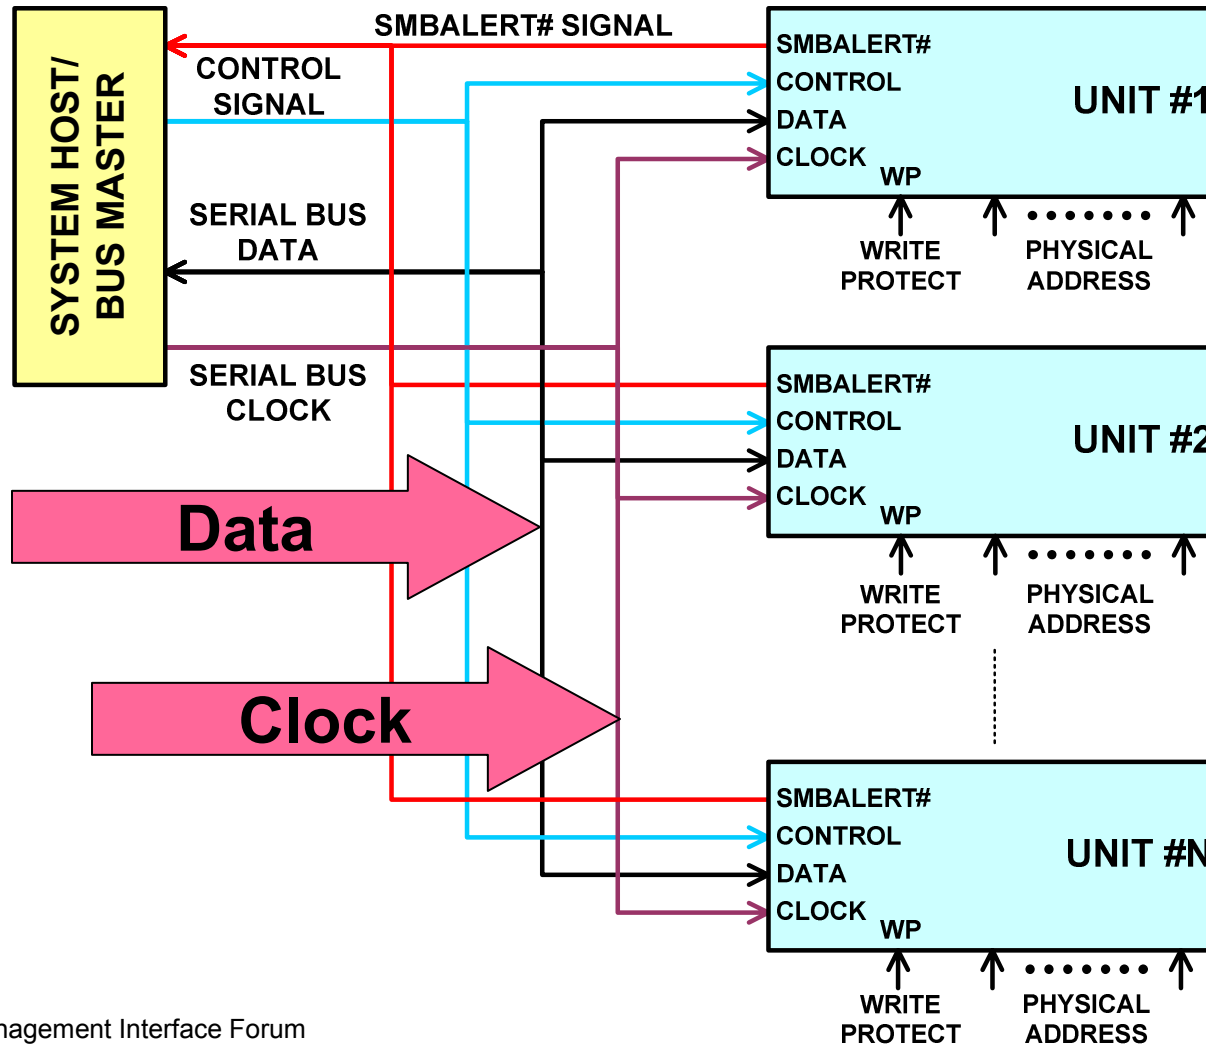 SMBALERT# SIGNAL
SYSTEM HOST/
BUS MASTER
CONTROL
SIGNAL
SERIAL BUS
DATA
SERIAL BUS
CLOCK
SMBALERT#
CONTROL
DATA
CLOCK
WP
UNIT #1
WRITE
PROTECT
PHYSICAL
ADDRESS
SMBALERT#
CONTROL
DATA
CLOCK
WP
UNIT #2
WRITE
PROTECT
PHYSICAL
ADDRESS
Data
Clock
SMBALERT#
CONTROL
DATA
CLOCK
WP
UNIT #N
WRITE
PROTECT
PHYSICAL
ADDRESS
nagement Interface Forum